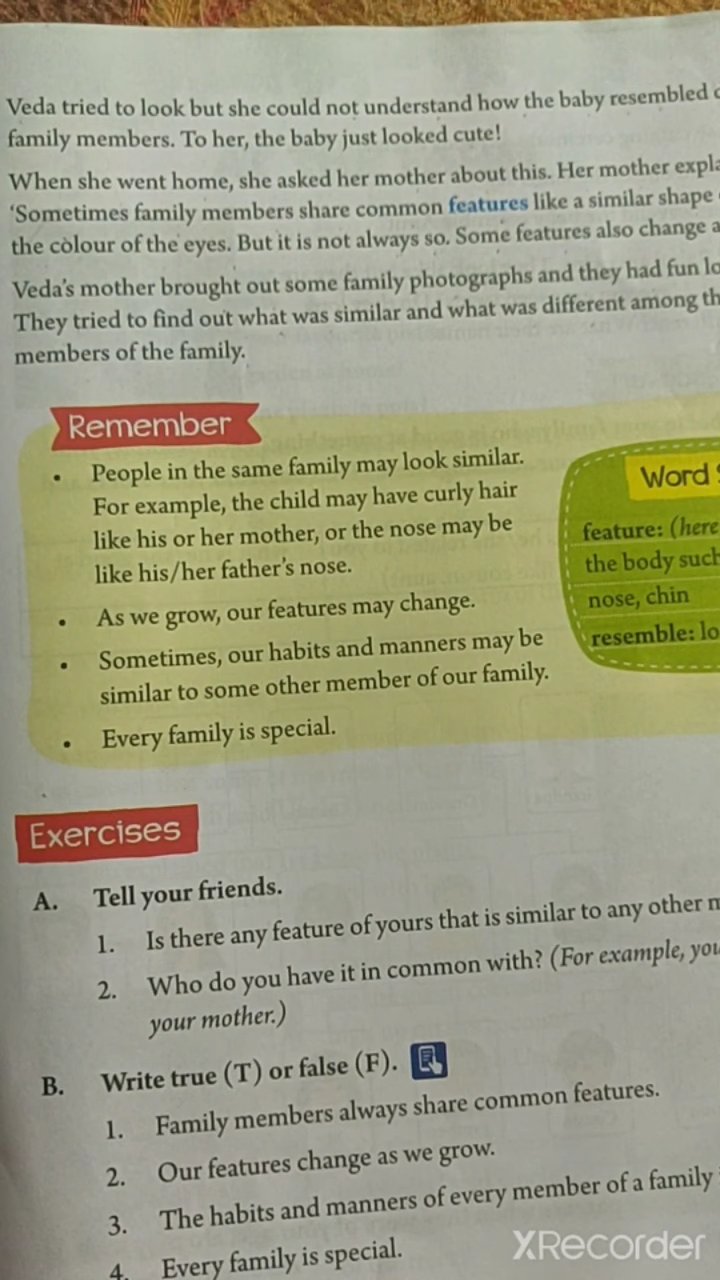 Veda tried to look but she could not understand how the baby resembled
family members. To her, the baby just looked cute!
When she went home, she asked her mother about this. Her mother expla
‘Sometimes family members share common features like a similar shape
the colour of the eyes. But it is not always so. Some features also change a
Veda’s mother brought out some family photographs and they had fun lo
They tried to find out what was similar and what was different among th
members of the family.
Remember
• People in the same family may look similar.
For example, the child may have curly hair
like his or her mother, or the nose may be
like his/her father’s nose.
• As we grow, our features may change.
• Sometimes, our habits and manners may be
similar to some other member of our family.
• Every family is special.
Word
feature: (here
the body such
nose, chin
resemble: lo
Exercises
A. Tell your friends.
1. Is there any feature of yours that is similar to any other m
2. Who do you have it in common with? (For example, you
your mother.)
B. Write true (T) or false (F).
1. Family members always share common features.
2. Our features change as we grow.
3. The habits and manners of every member of a family
4. Every family is special.
XRecorder